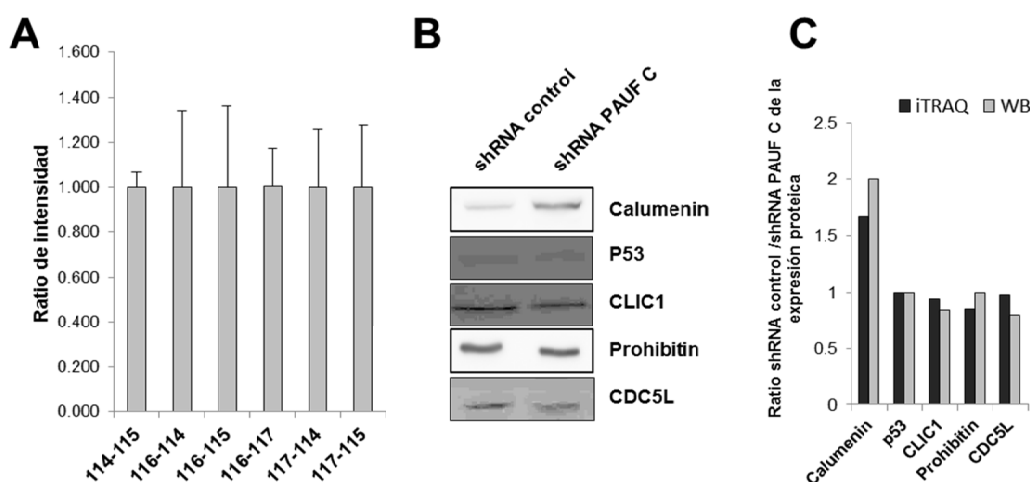 A
Ratio de intensidad
1.600
1.400
1.200
1.000
0.800
0.600
0.400
0.200
0.000
114-115
116-114
116-115
116-117
117-114
117-115
B
shRNA control
shRNA PAUF C
Calumenin
P53
CLIC1
Prohibitin
CDC5L
C
Ratio shRNA control /shRNA PAUF C de la
expresión proteica
iTRAQ
WB
2.5
2
1.5
1
0.5
0
Calumenin
p53
CLIC1
Prohibitin
CDC5L